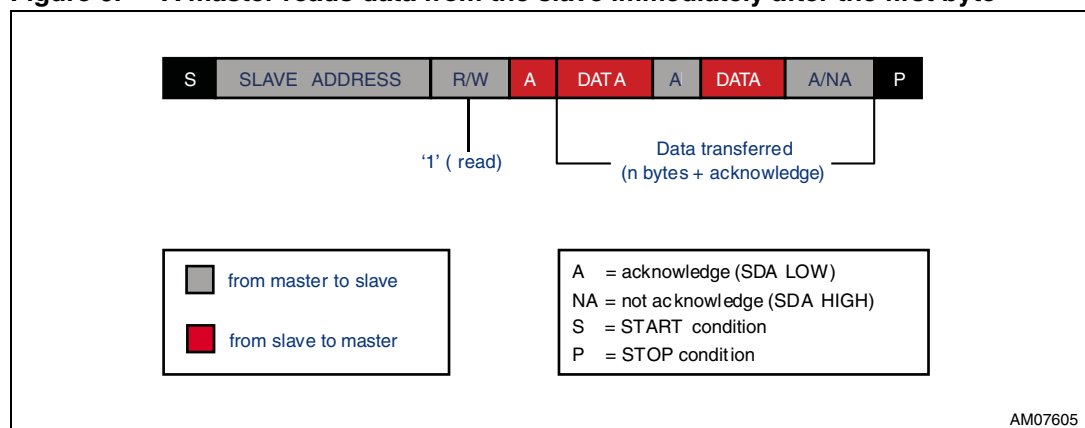 S SLAVE ADDRESS R/W A DATA A DATA A/NA P
‘1’ ( read)
Data transferred
(n bytes + acknowledge)
from master to slave
from slave to master
A = acknowledge (SDA LOW)
NA = not acknowledge (SDA HIGH)
S = START condition
P = STOP condition
AM07605